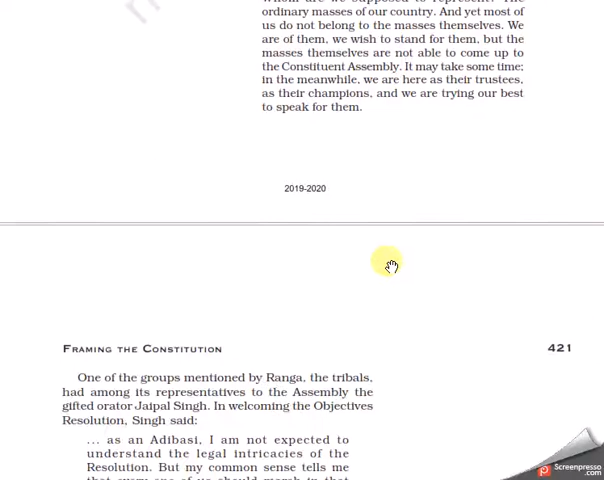 ordinary masses of our country. And yet most of
us do not belong to the masses themselves. We
are of them, we wish to stand for them, but the
masses themselves are not able to come up to
the Constituent Assembly. It may take some time;
in the meanwhile, we are here as their trustees,
as their champions, and we are trying our best
to speak for them.
2019-2020
FRAMING THE CONSTITUTION
421
One of the groups mentioned by Ranga, the tribals,
had among its representatives to the Assembly the
gifted orator Jaipal Singh. In welcoming the Objectives
Resolution, Singh said:
... as an Adibasi, I am not expected to
understand the legal intricacies of the
Resolution. But my common sense tells me
Screenpresso